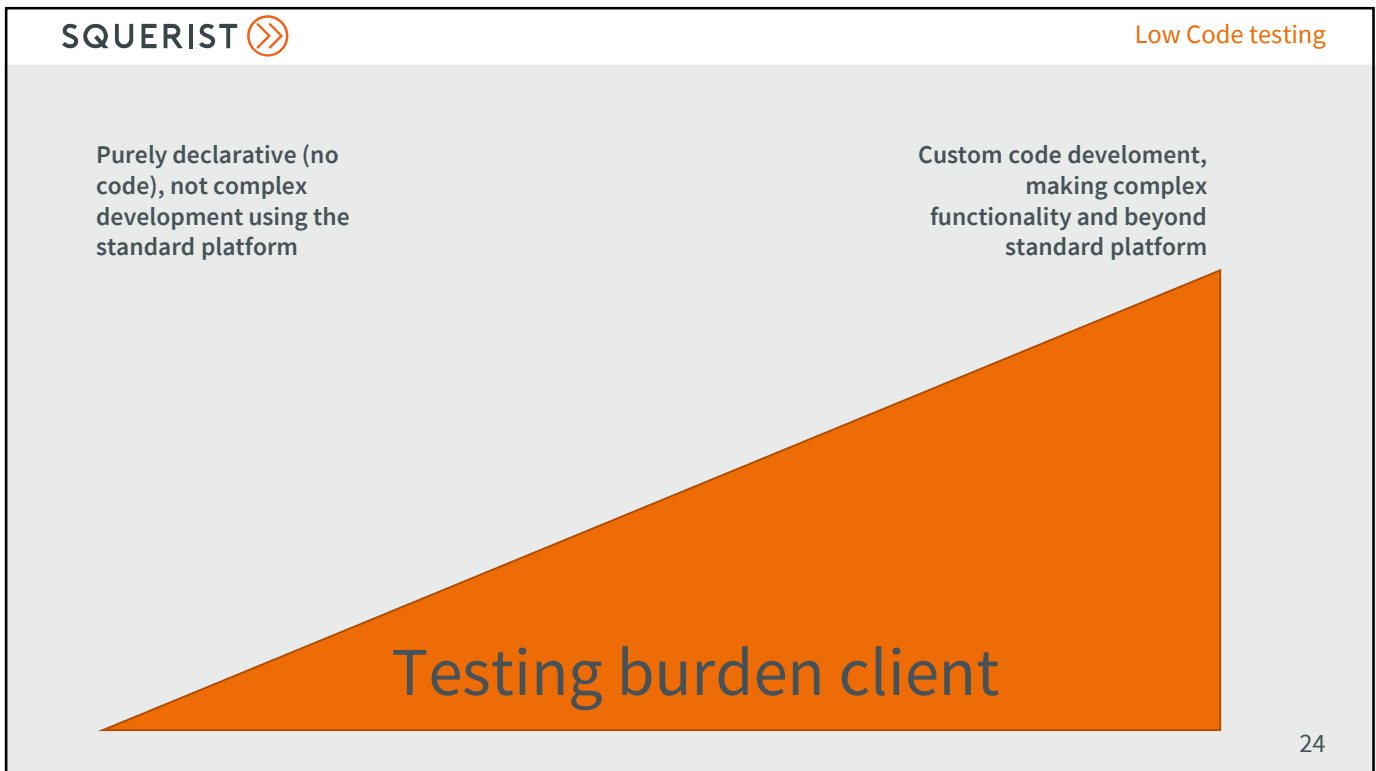 SQUERIST
Low Code testing
Purely declarative (no
code), not complex
development using the
standard platform
Custom code develoment,
making complex
functionality and beyond
standard platform
Testing burden client
24